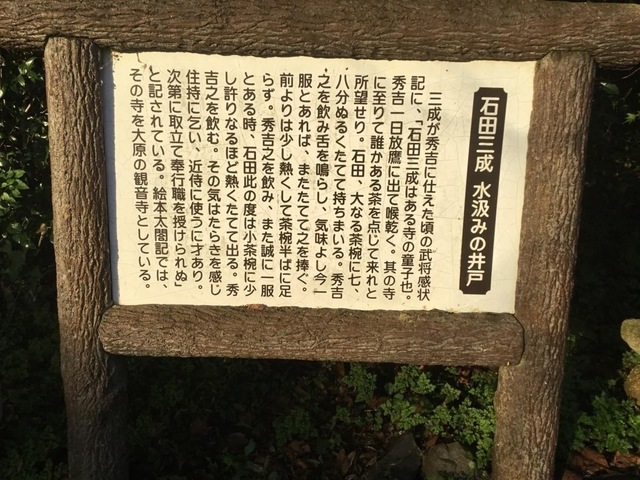 石田三成 水汲みの井戸
三成が秀吉に仕えた頃の武将感状
記に、「石田三成はある寺の童子也。
秀吉一日放鷹に出て喉乾く。其の寺
に至りて誰かある茶を点じて来れと
所望せり。石田、大なる茶椀に七、
八分ぬるくたてて持ちまいる。秀吉
之を飲み舌を鳴らし、気味よし今一
服とあれば、またたてて之を捧ぐ。
前よりは少し熱くして茶椀半ばに足
らず。秀吉之を飲み、また誠に一服
とある時、石田此の度は小茶椀に少
し許りなるほど熱くたてて出る。秀
吉之を飲む。その気はたらきを感じ
住持に乞い、近侍に使うに才あり。
次第に取立て奉行職を授けられぬ」
と記されている。絵本太閤記では、
その寺を大原の観音寺としている。